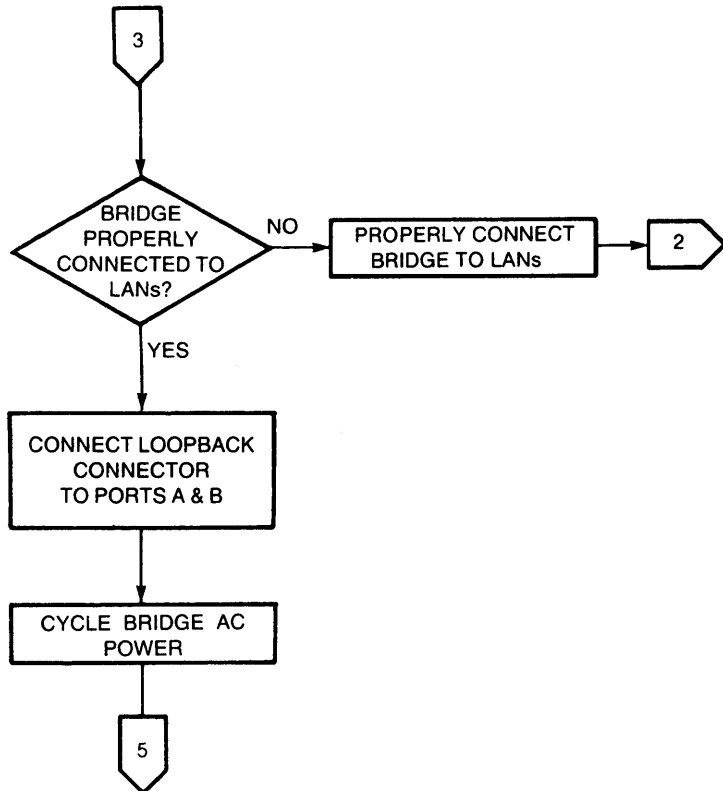 3
BRIDGE
PROPERLY
CONNECTED TO
LANs?
NO
PROPERLY CONNECT
BRIDGE TO LANs
2
YES
CONNECT LOOPBACK
CONNECTOR
TO PORTS A & B
CYCLE BRIDGE AC
POWER
5